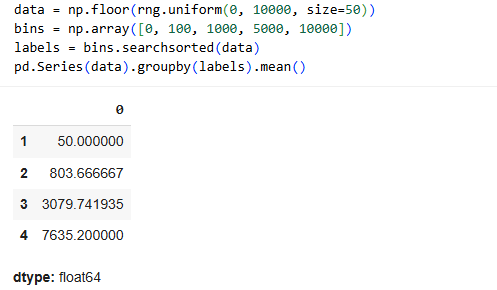 data = np.floor(rng.uniform(0, 10000, size=50))
bins = np.array([0, 100, 1000, 5000, 10000])
labels = bins.searchsorted(data)
pd.Series(data).groupby(labels).mean()
0
1 50.000000
2 803.666667
3 3079.741935
4 7635.200000
dtype: float64